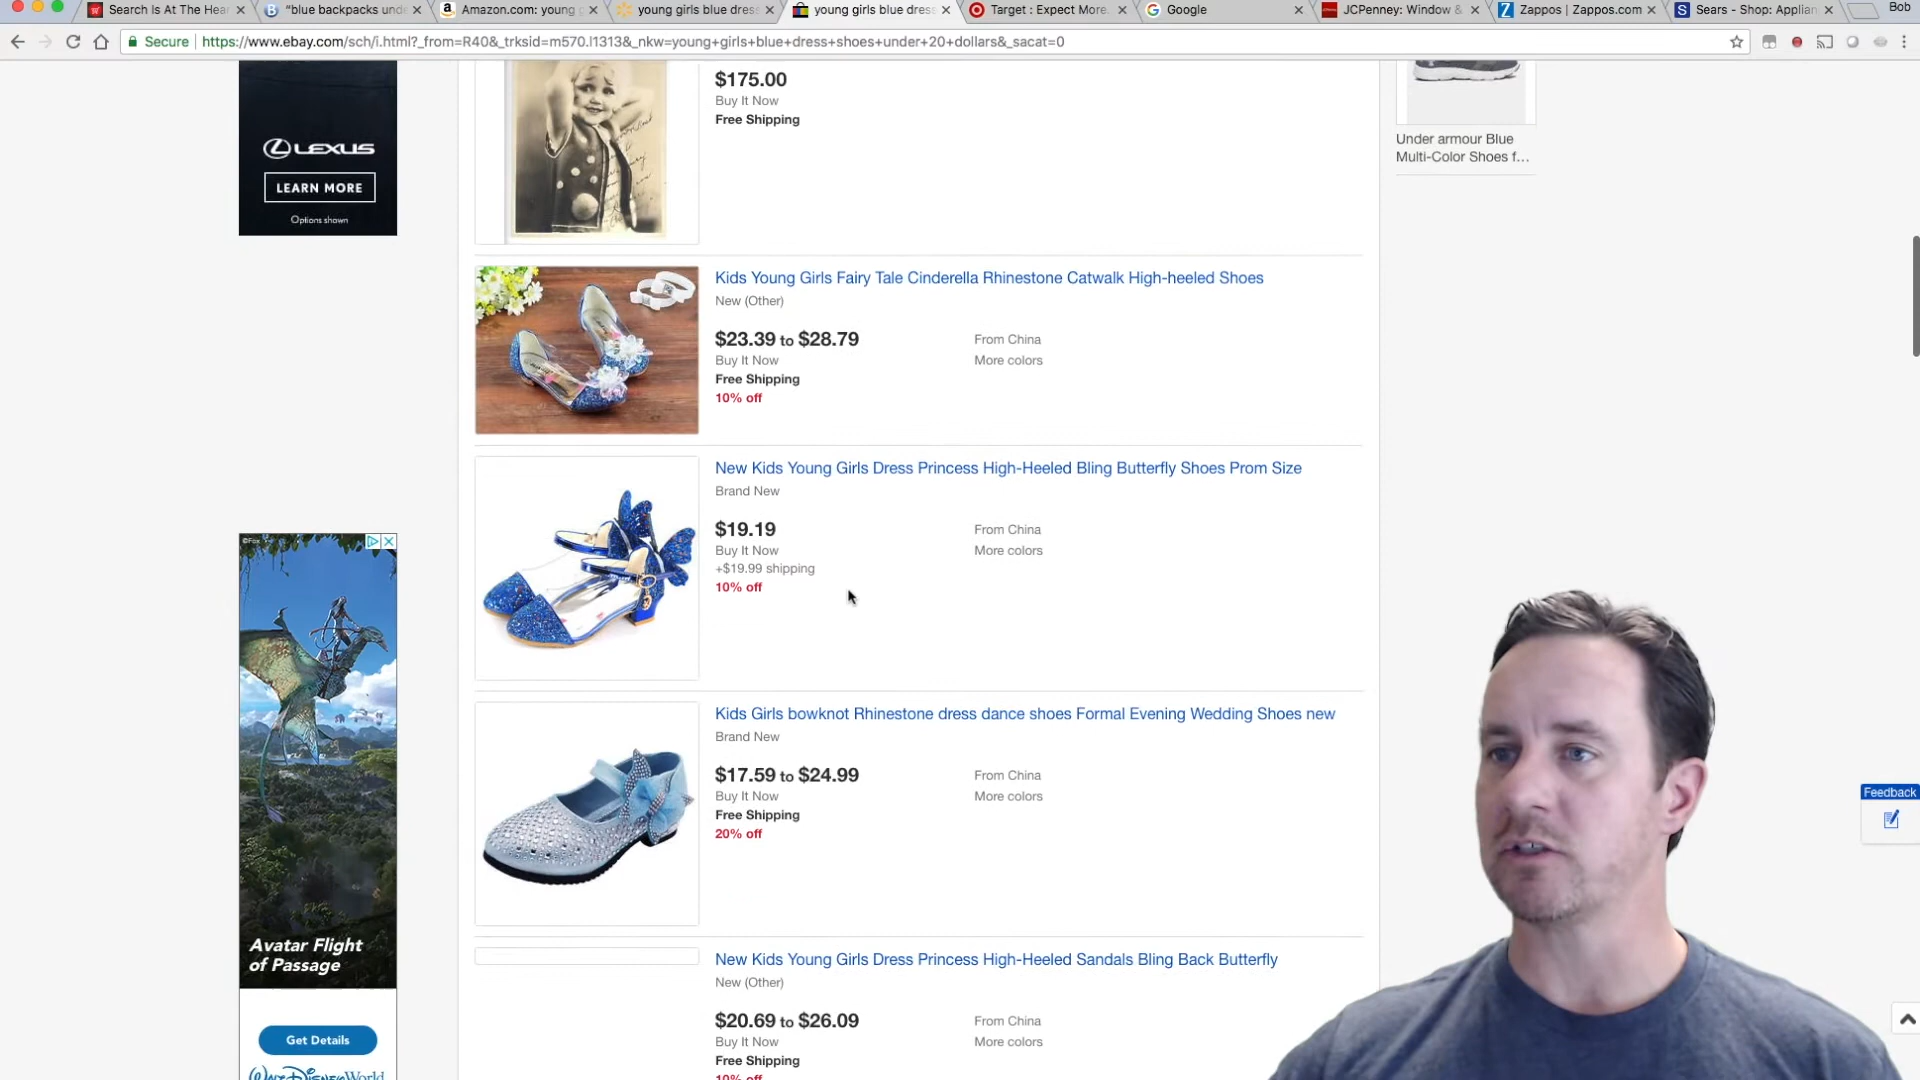 Search Is At The Hear
"blue backpacks und
Amazon.com: young g
young girls blue dres
young girls blue dres
Target : Expect More.
Google
JCPenney: Window &
Zappos | Zappos.com
Sears - Shop: Applian
Bob
Secure
https://www.ebay.com/sch/i.html?_from=R40&_trksid=m570.l1313&_nkw=young+girls+blue+dress+shoes+under+20+dollars&_sacat=0
LEXUS
LEARN MORE
Options shown
$175.00
Buy It Now
Free Shipping
Under armour Blue
Multi-Color Shoes f...
Kids Young Girls Fairy Tale Cinderella Rhinestone Catwalk High-heeled Shoes
New (Other)
$23.39 to $28.79
From China
Buy It Now
More colors
Free Shipping
10% off
New Kids Young Girls Dress Princess High-Heeled Bling Butterfly Shoes Prom Size
Brand New
$19.19
From China
Buy It Now
More colors
+$19.99 shipping
10% off
Kids Girls bowknot Rhinestone dress dance shoes Formal Evening Wedding Shoes new
Brand New
$17.59 to $24.99
From China
Buy It Now
More colors
Free Shipping
20% off
New Kids Young Girls Dress Princess High-Heeled Sandals Bling Back Butterfly
New (Other)
$20.69 to $26.09
From China
Buy It Now
More colors
Free Shipping
10% off
©Fox
Avatar Flight
of Passage
Get Details
Walt Disney World
Feedback